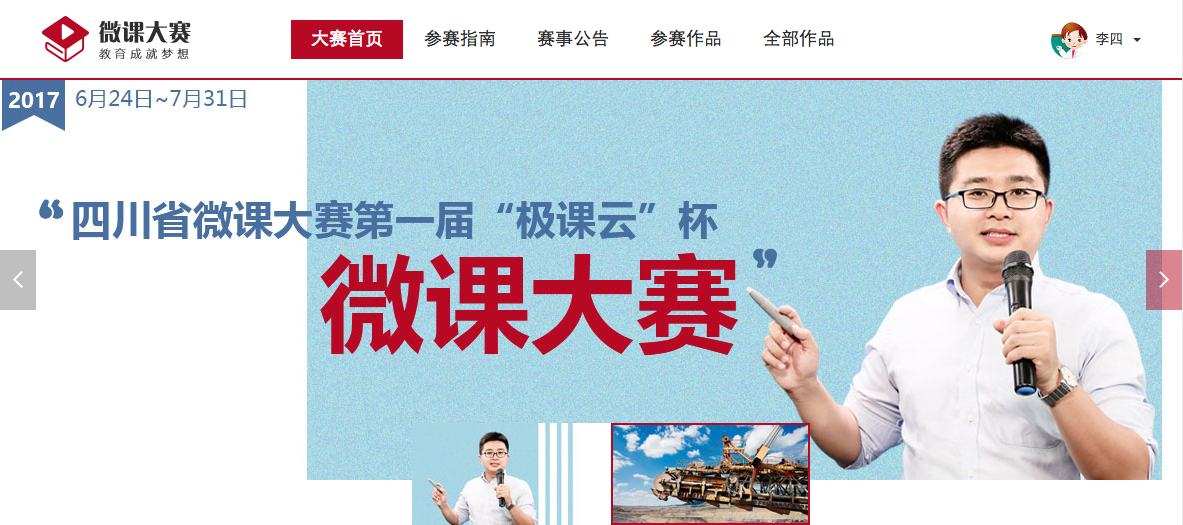 微课大赛
教育成就梦想
大赛首页 参赛指南 赛事公告 参赛作品 全部作品
李四
2017 6月24日~7月31日
“四川省微课大赛第一届“极课云”杯
微课大赛”